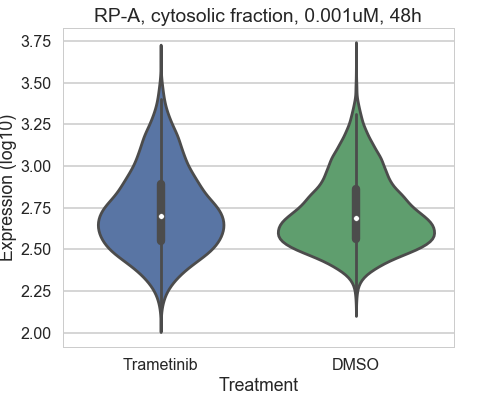 RP-A, cytosolic fraction, 0.001uM, 48h
Expression (log10)
3.75
3.50
3.25
3.00
2.75
2.50
2.25
2.00
Trametinib
DMSO
Treatment